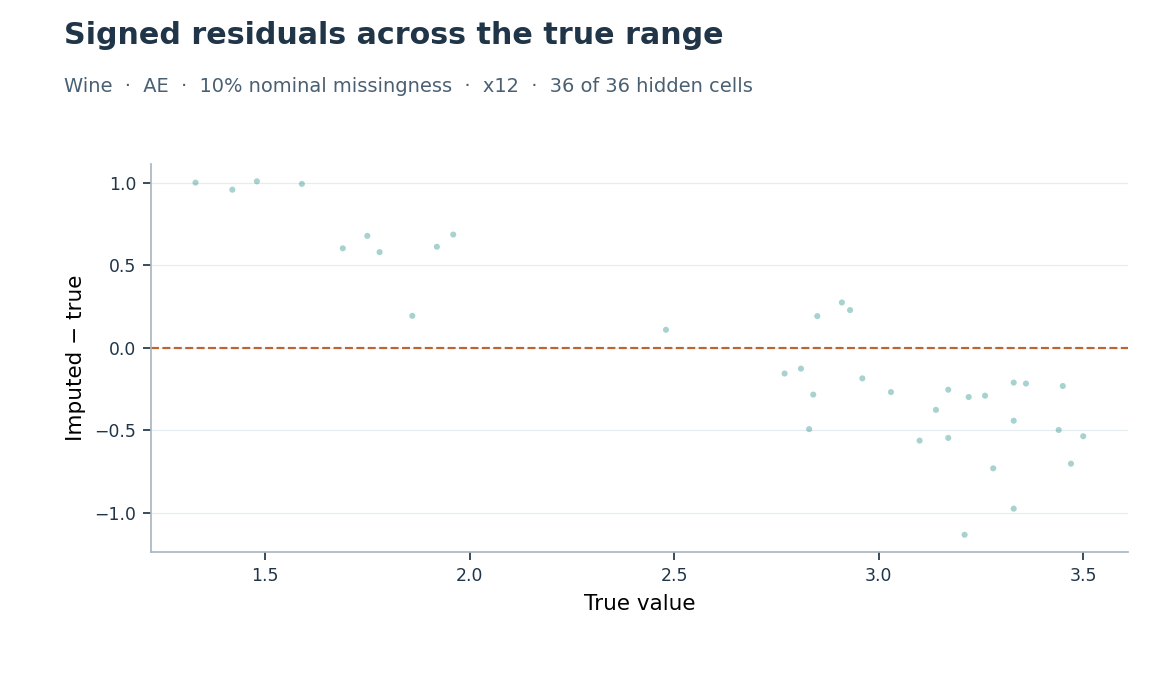 Signed residuals across the true range
Wine · AE · 10% nominal missingness · x12 · 36 of 36 hidden cells
1.0
0.5
0.0
−0.5
−1.0
Imputed − true
1.5 2.0 2.5 3.0 3.5
True value